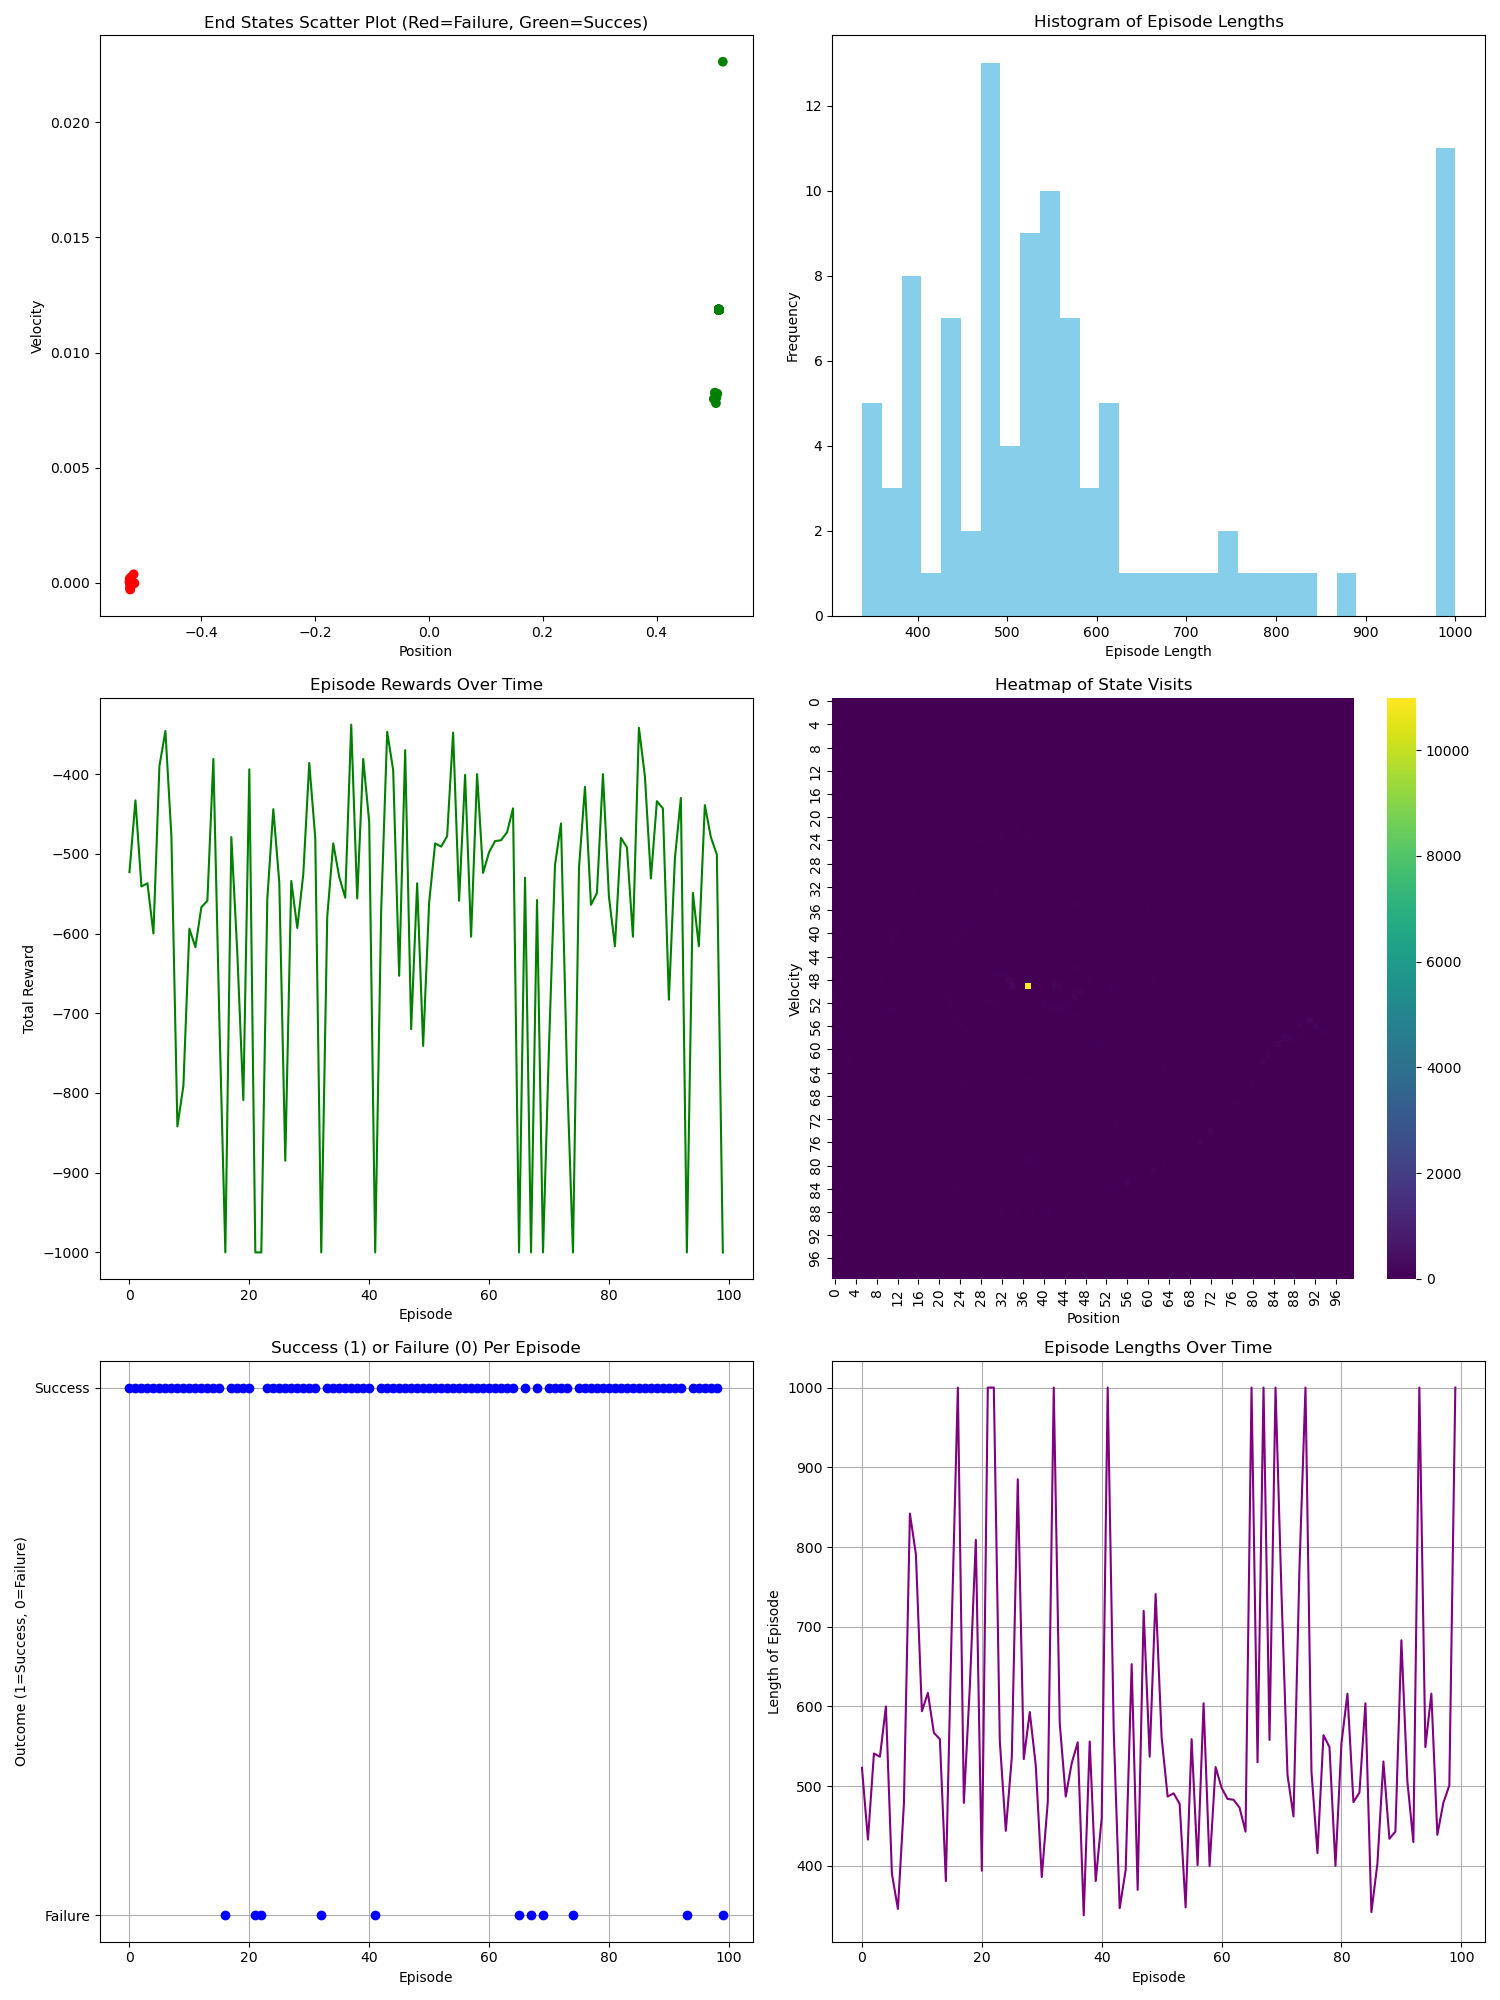 End States Scatter Plot (Red=Failure, Green=Succes)
Velocity
0.020
0.015
0.010
0.005
0.000
−0.4 −0.2 0.0 0.2 0.4
Position
Histogram of Episode Lengths
Frequency
12
10
8
6
4
2
0
400 500 600 700 800 900 1000
Episode Length
Episode Rewards Over Time
Total Reward
−400
−500
−600
−700
−800
−900
−1000
0 20 40 60 80 100
Episode
Heatmap of State Visits
Velocity
0
4
8
12
16
20
24
28
32
36
40
44
48
52
56
60
64
68
72
76
80
84
88
92
96
0 4 8 12 16 20 24 28 32 36 40 44 48 52 56 60 64 68 72 76 80 84 88 92 96
Position
10000
8000
6000
4000
2000
0
Success (1) or Failure (0) Per Episode
Outcome (1=Success, 0=Failure)
Success
Failure
0 20 40 60 80 100
Episode
Episode Lengths Over Time
Length of Episode
1000
900
800
700
600
500
400
0 20 40 60 80 100
Episode